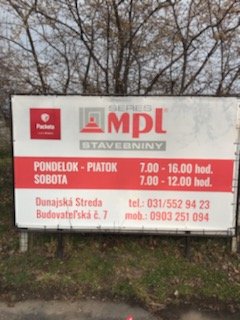 SERES
MPL
STAVEBNINY
Packeta
PONDELOK - PIATOK 7.00 - 16.00 hod.
SOBOTA 7.00 - 12.00 hod.
Dunajská Streda tel.: 031/552 94 23
Budovateľská č. 7 mob.: 0903 251 094